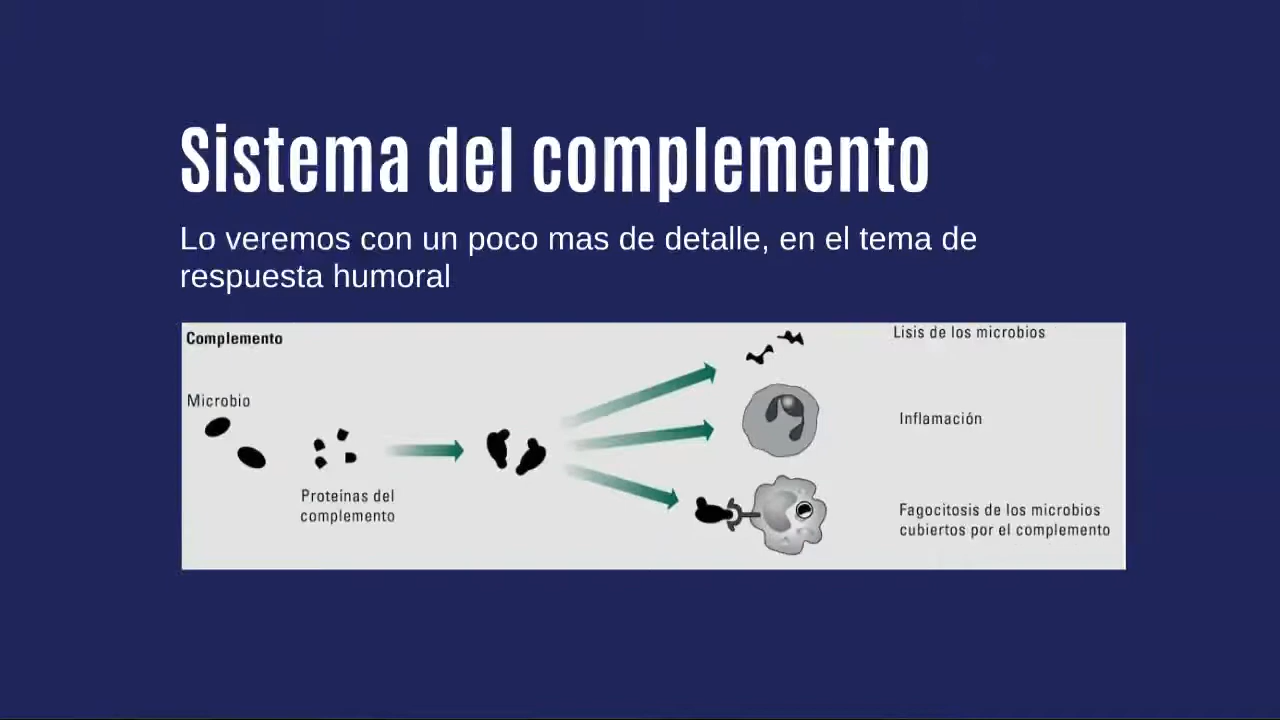 Sistema del complemento
Lo veremos con un poco mas de detalle, en el tema de
respuesta humoral
Complemento
Lisis de los microbios
Microbio
Inflamación
Proteínas del
complemento
Fagocitosis de los microbios
cubiertos por el complemento